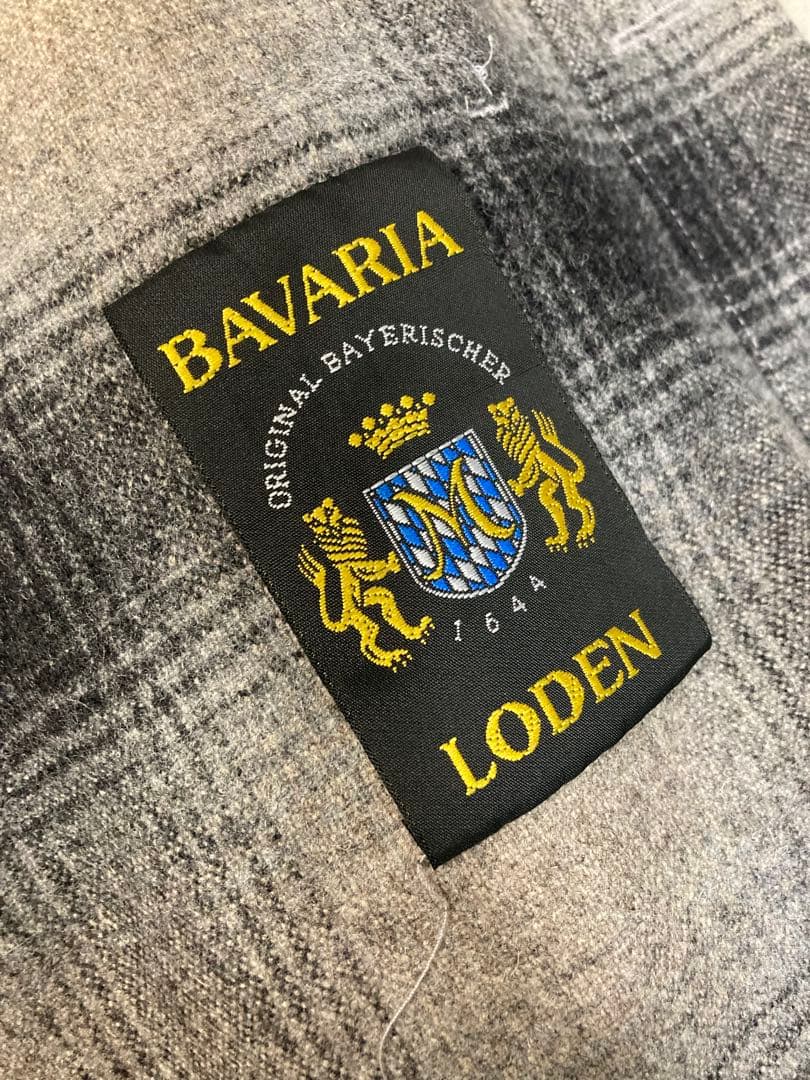 BAVARIA
ORIGINAL BAYERISCHER
M
1644
LODEN